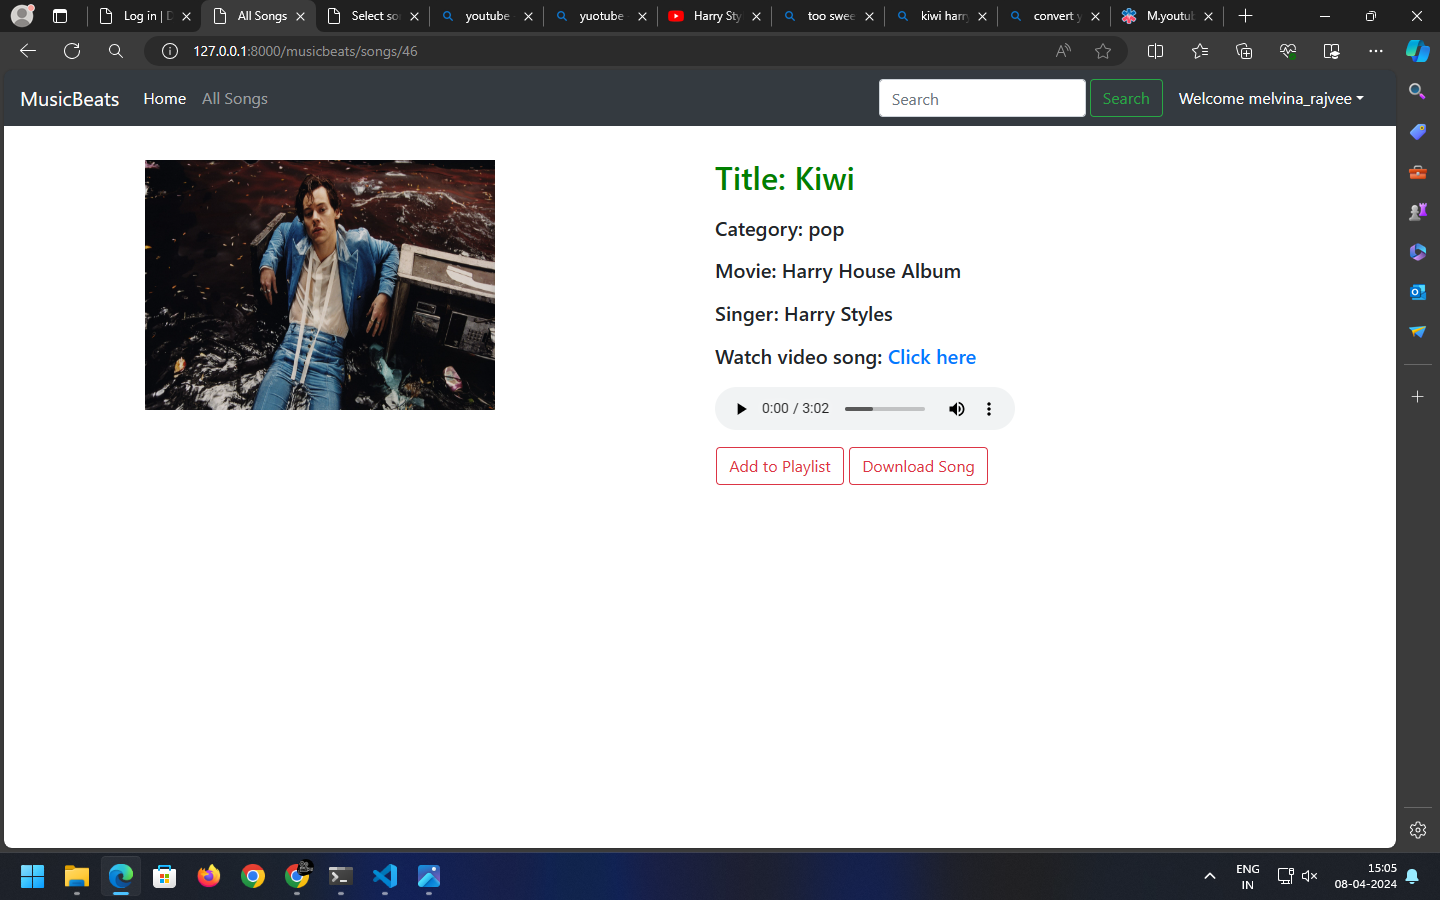 Log in | D
All Songs
Select so
youtube
yuotube
Harry Sty
too swee
kiwi harry
convert y
M.youtub
127.0.0.1:8000/musicbeats/songs/46
MusicBeats Home All Songs Search Search Welcome melvina_rajvee
Title: Kiwi
Category: pop
Movie: Harry House Album
Singer: Harry Styles
Watch video song: Click here
0:00 / 3:02
Add to Playlist Download Song
ENG
IN
15:05
08-04-2024